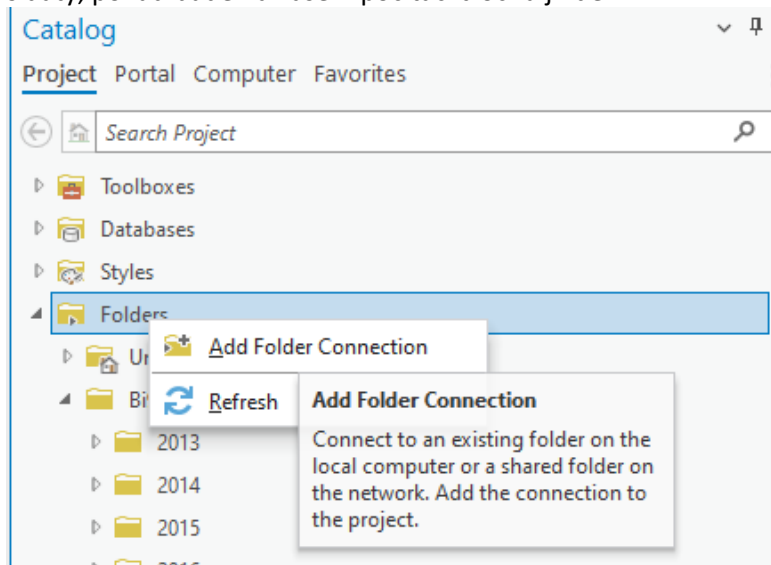 Catalog
Project Portal Computer Favorites
Search Project
Toolboxes
Databases
Styles
Folders
Add Folder Connection
Refresh
Add Folder Connection
Connect to an existing folder on the
local computer or a shared folder on
the network. Add the connection to
the project.
2013
2014
2015